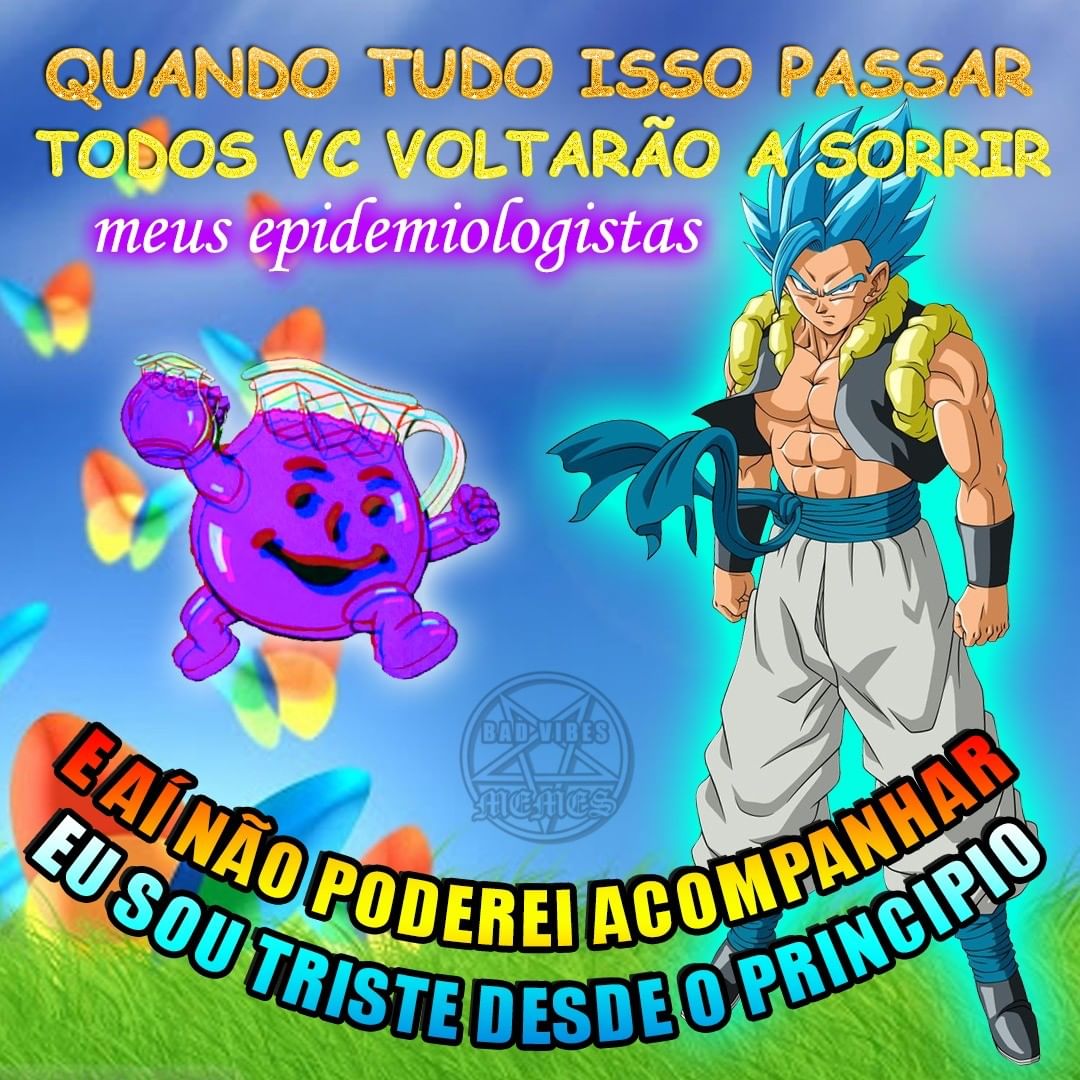 QUANDO TUDO ISSO PASSAR
TODOS VC VOLTARÃO A SORRIR
meus epidemiologistas
BAD VIBES
MEMES
E AÍ NÃO PODEREI ACOMPANHAR
EU SOU TRISTE DESDE O PRINCIPIO